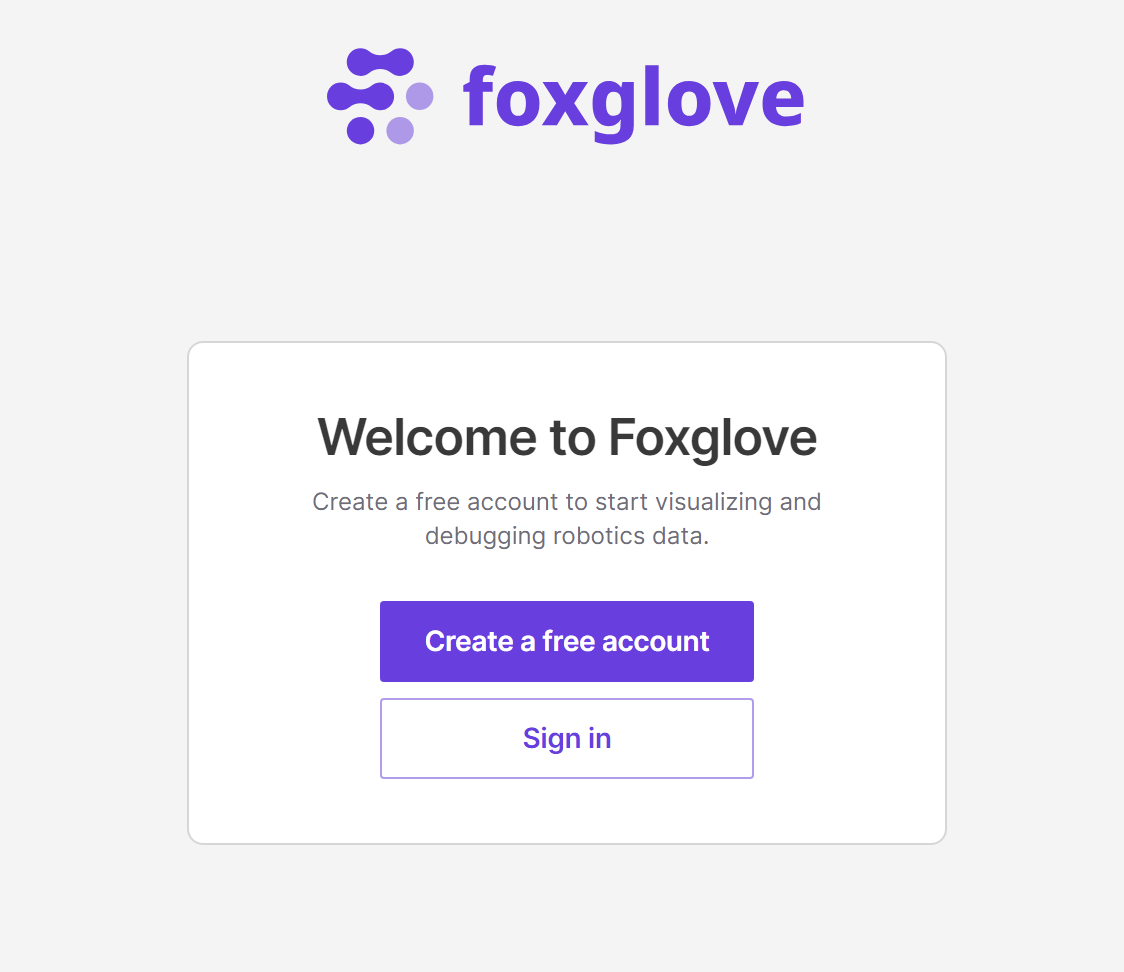 foxglove
Welcome to Foxglove
Create a free account to start visualizing and
debugging robotics data.
Create a free account
Sign in